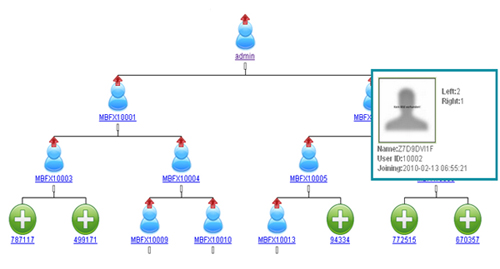 admin
MBFX10001
MBFX
Left:2
Right:1
Name:Z7D9DVI1F
User ID:10002
Joining:2010-02-13 06:55:21
MBFX10003
MBFX10004
MBFX10005
787117
499171
MBFX10009
MBFX10010
MBFX10013
94334
772515
670357